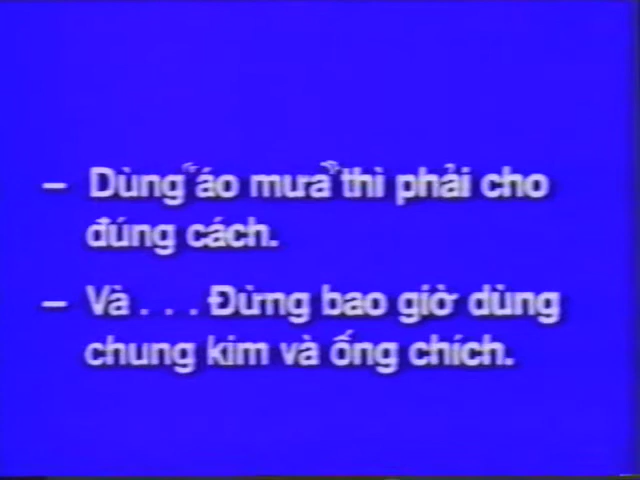 – Dùng "áo mưa" thì phải cho
đúng cách.
– Và . . . Đừng bao giờ dùng
chung kim và ống chích.